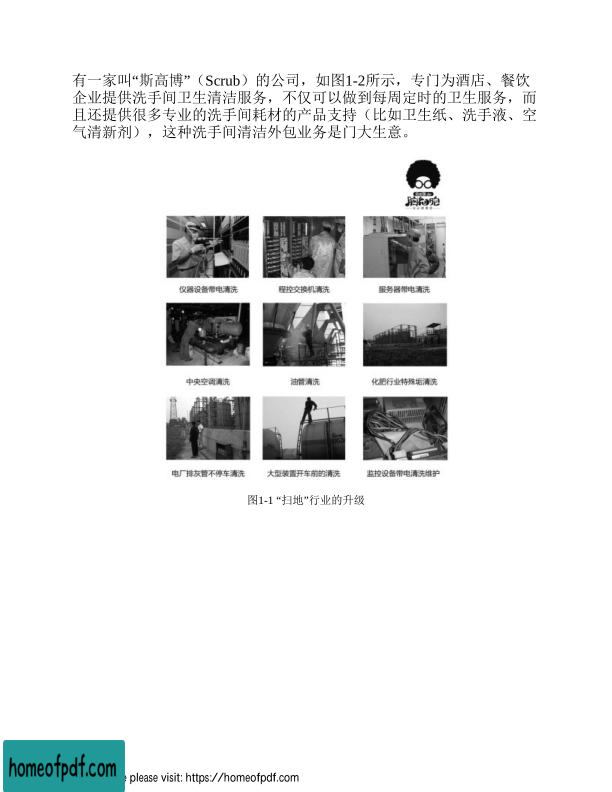 有一家叫“斯高博”（Scrub）的公司，如图1-2所示，专门为酒店、餐饮
企业提供洗手间卫生清洁服务，不仅可以做到每周定时的卫生服务，而
且还提供很多专业的洗手间耗材的产品支持（比如卫生纸、洗手液、空
气清新剂），这种洗手间清洁外包业务是门大生意。
仪器设备带电清洗 程控交换机清洗 服务器带电清洗
中央空调清洗 油管清洗 化肥行业特殊垢清洗
电厂排灰管不停车清洗 大型装置开车前的清洗 监控设备带电清洗维护
图1-1 “扫地”行业的升级
homeofpdf.com
e please visit: https://homeofpdf.com